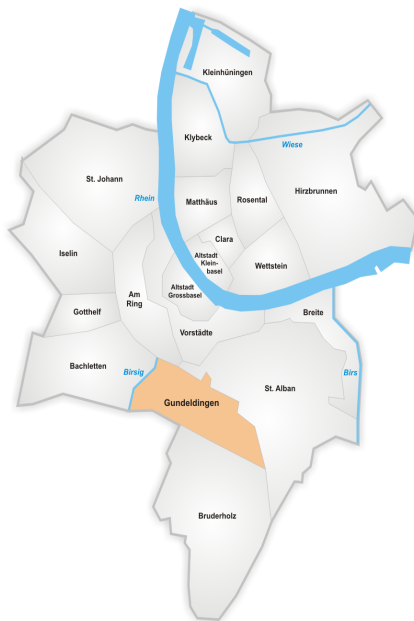 Kleinhüningen
Klybeck
Wiese
St. Johann
Rhein
Matthäus
Rosental
Hirzbrunnen
Clara
Iselin
Altstadt
Klein-
basel
Wettstein
Altstadt
Grossbasel
Am
Ring
Gotthelf
Breite
Vorstädte
Bachletten
Birsig
Birs
St. Alban
Gundeldingen
Bruderholz